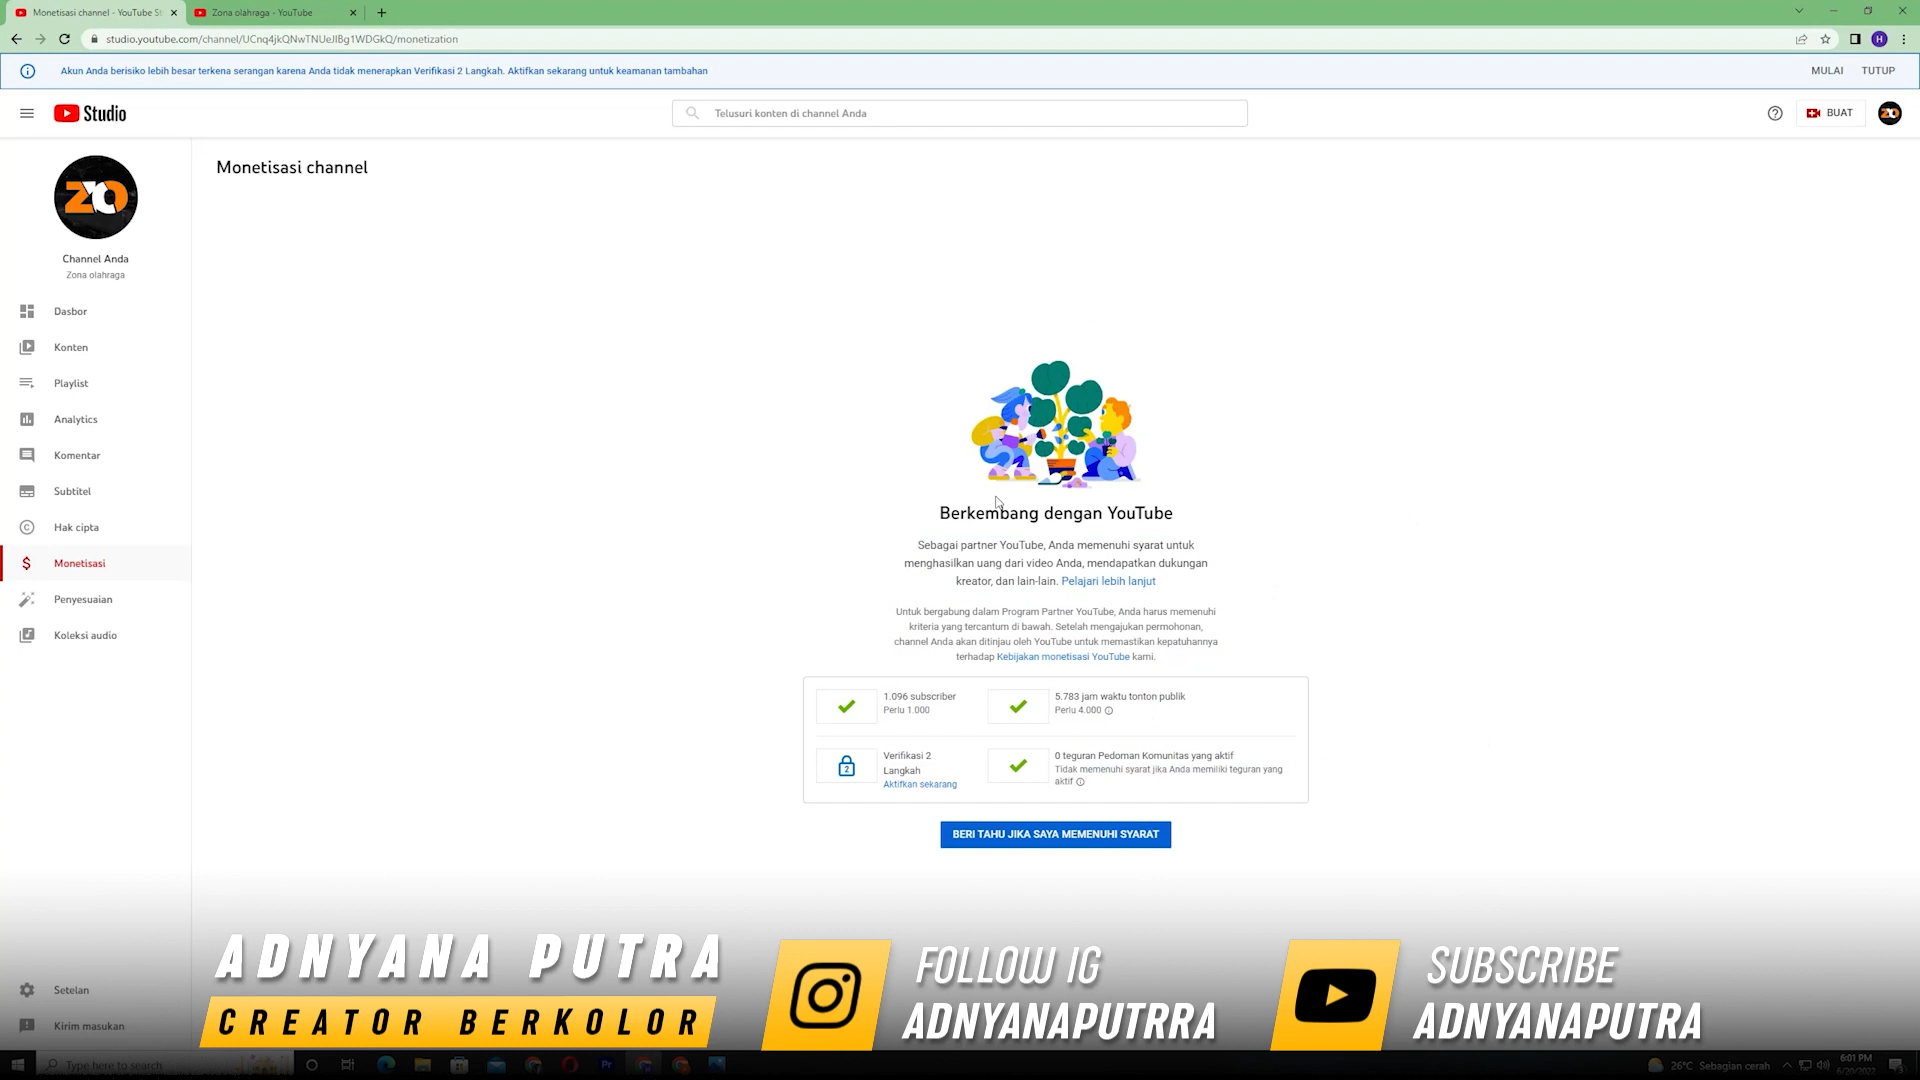 Monetisasi channel - YouTube St
Zona olahraga - YouTube
studio.youtube.com/channel/UCnq4jkQNwTNUeJlBg1WDGkQ/monetization
H
Akun Anda berisiko lebih besar terkena serangan karena Anda tidak menerapkan Verifikasi 2 Langkah. Aktifkan sekarang untuk keamanan tambahan
MULAI
TUTUP
Studio
Telusuri konten di channel Anda
BUAT
ZO
Monetisasi channel
ZO
Channel Anda
Zona olahraga
Dasbor
Konten
Playlist
Analytics
Komentar
Subtitel
Hak cipta
Monetisasi
Penyesuaian
Koleksi audio
Berkembang dengan YouTube
Sebagai partner YouTube, Anda memenuhi syarat untuk
menghasilkan uang dari video Anda, mendapatkan dukungan
kreator, dan lain-lain. Pelajari lebih lanjut
Untuk bergabung dalam Program Partner YouTube, Anda harus memenuhi
kriteria yang tercantum di bawah. Setelah mengajukan permohonan,
channel Anda akan ditinjau oleh YouTube untuk memastikan kepatuhannya
terhadap Kebijakan monetisasi YouTube kami.
1.096 subscriber
Perlu 1.000
5.783 jam waktu tonton publik
Perlu 4.000
2
Verifikasi 2
Langkah
Aktifkan sekarang
0 teguran Pedoman Komunitas yang aktif
Tidak memenuhi syarat jika Anda memiliki teguran yang
aktif
BERI TAHU JIKA SAYA MEMENUHI SYARAT
Setelan
Kirim masukan
ADNYANA PUTRA
CREATOR BERKOLOR
FOLLOW IG
ADNYANAPUTRRA
SUBSCRIBE
ADNYANAPUTRA
Type here to search
Pr
26°C Sebagian cerah
6:01 PM
6/20/2022